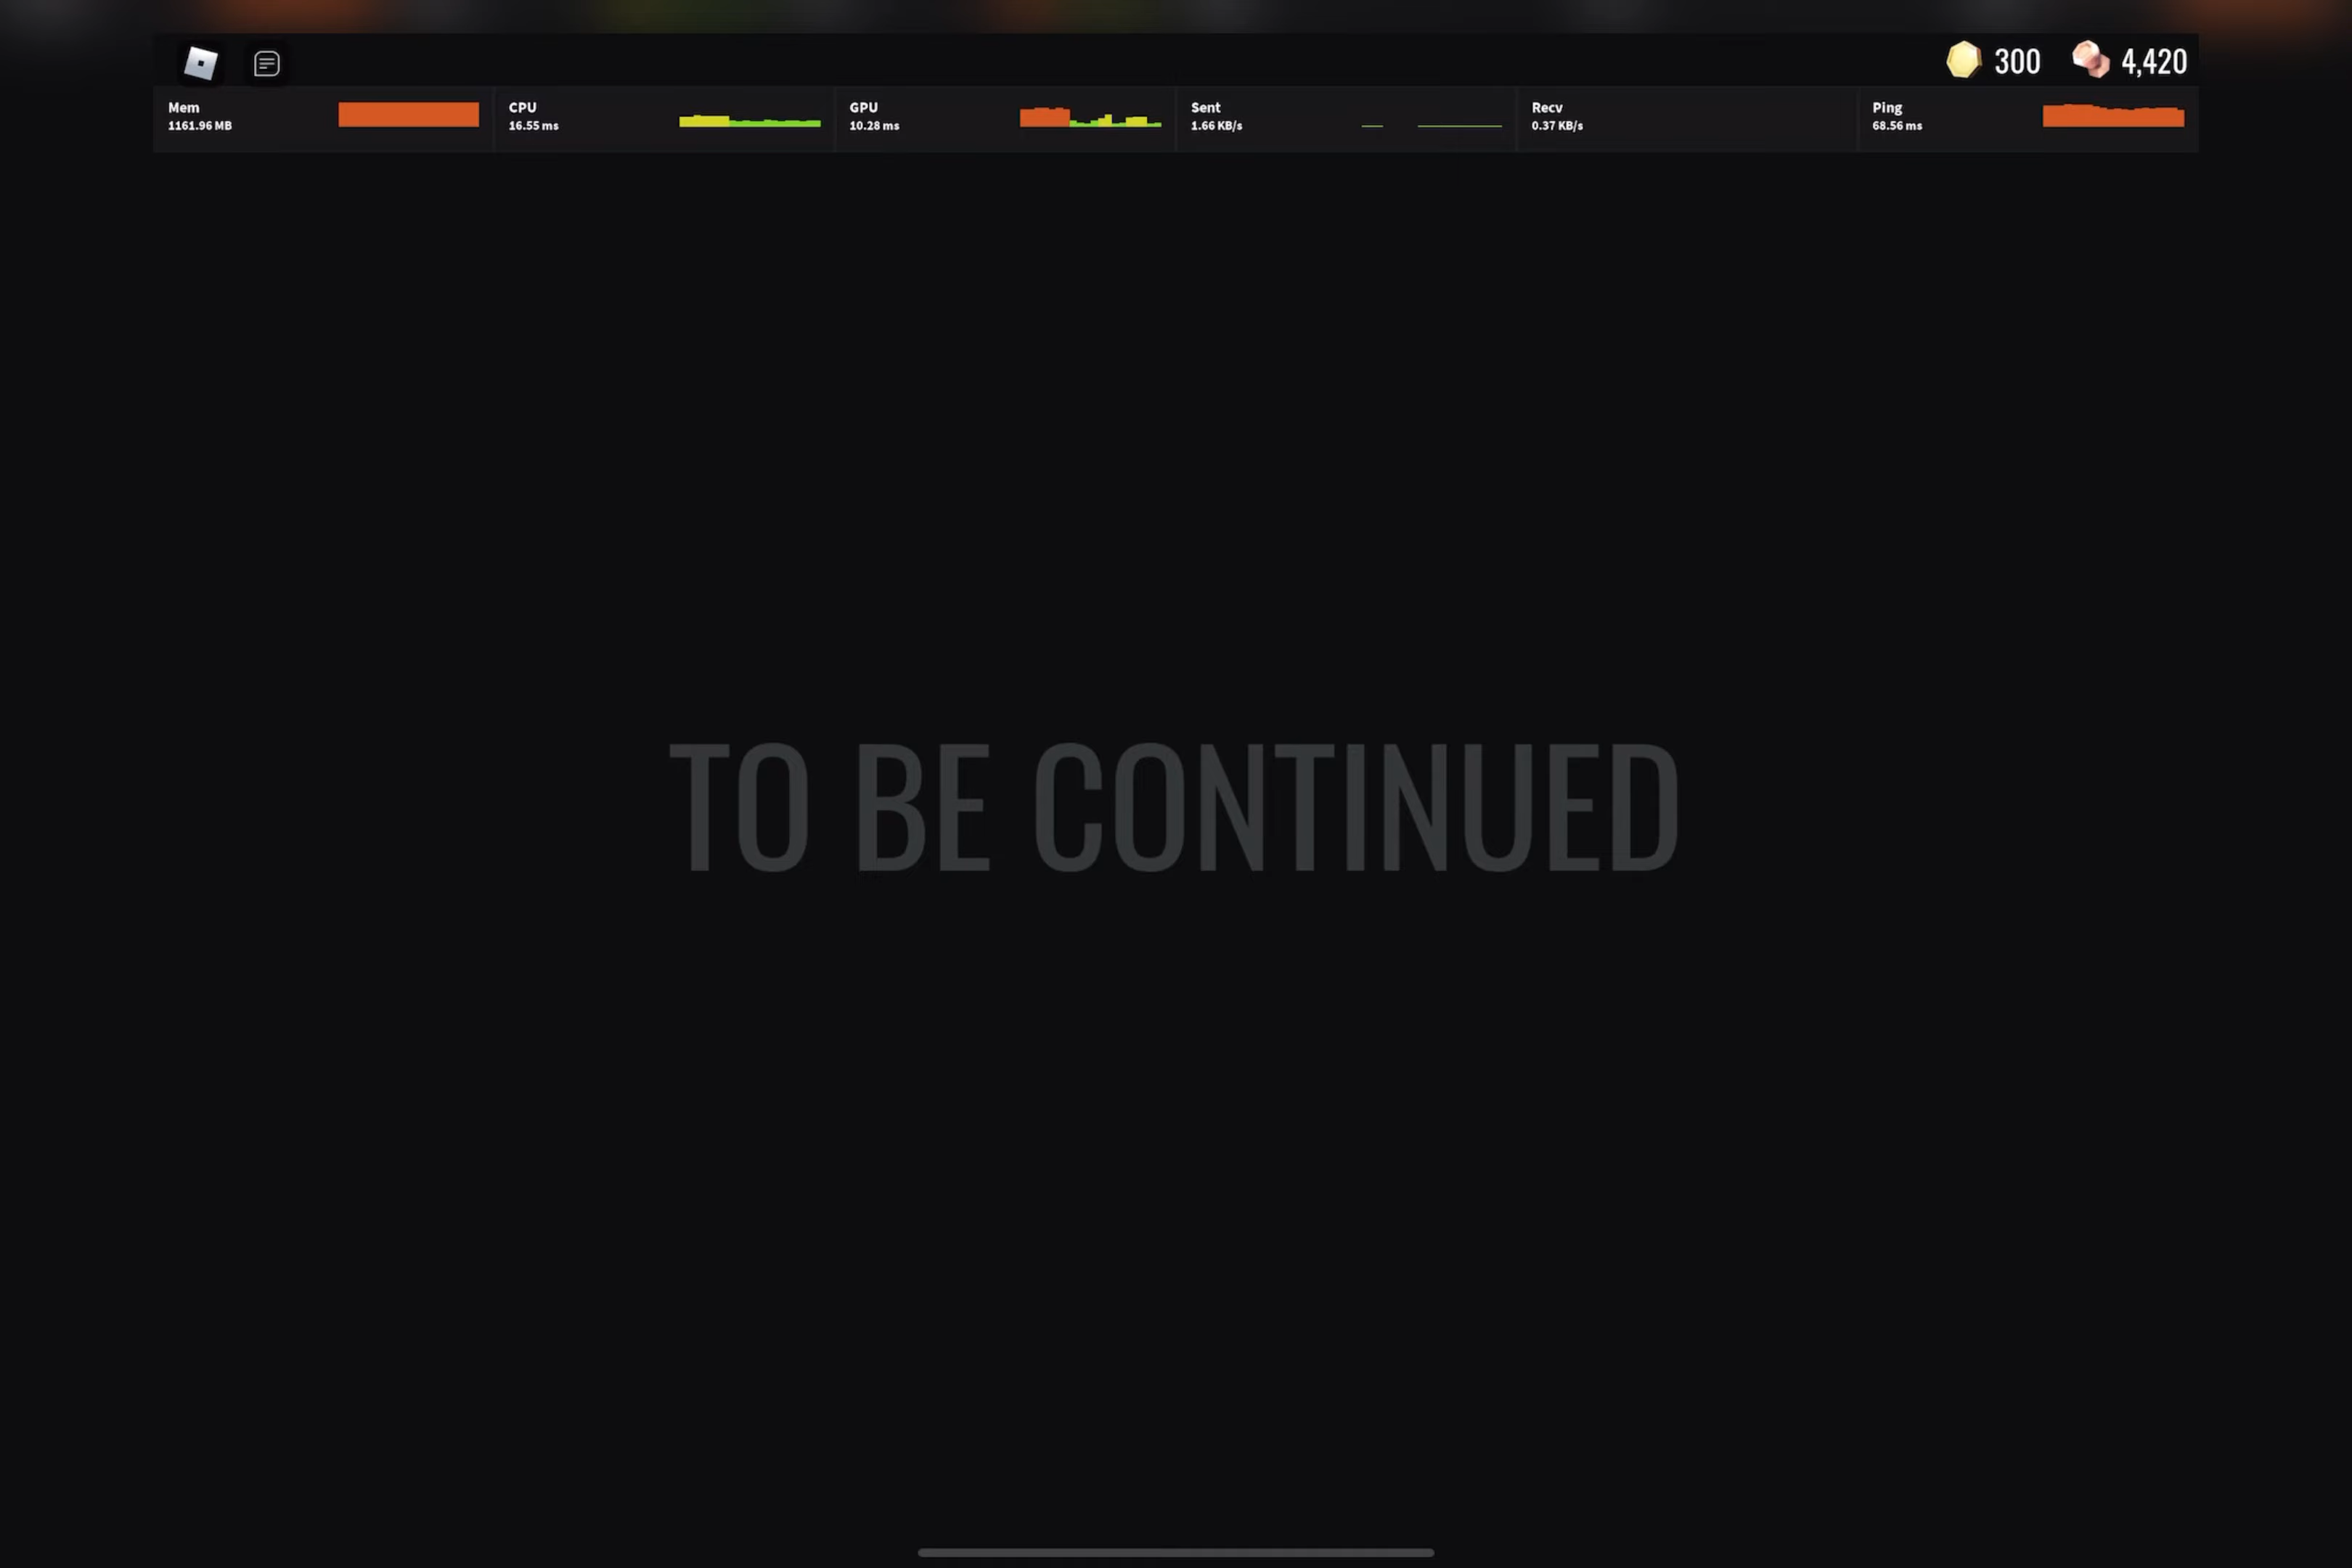 300 4,420
Mem CPU GPU Sent Recv Ping
1161.96 MB 16.55 ms 10.28 ms 1.66 KB/s 0.37 KB/s 68.56 ms
TO BE CONTINUED